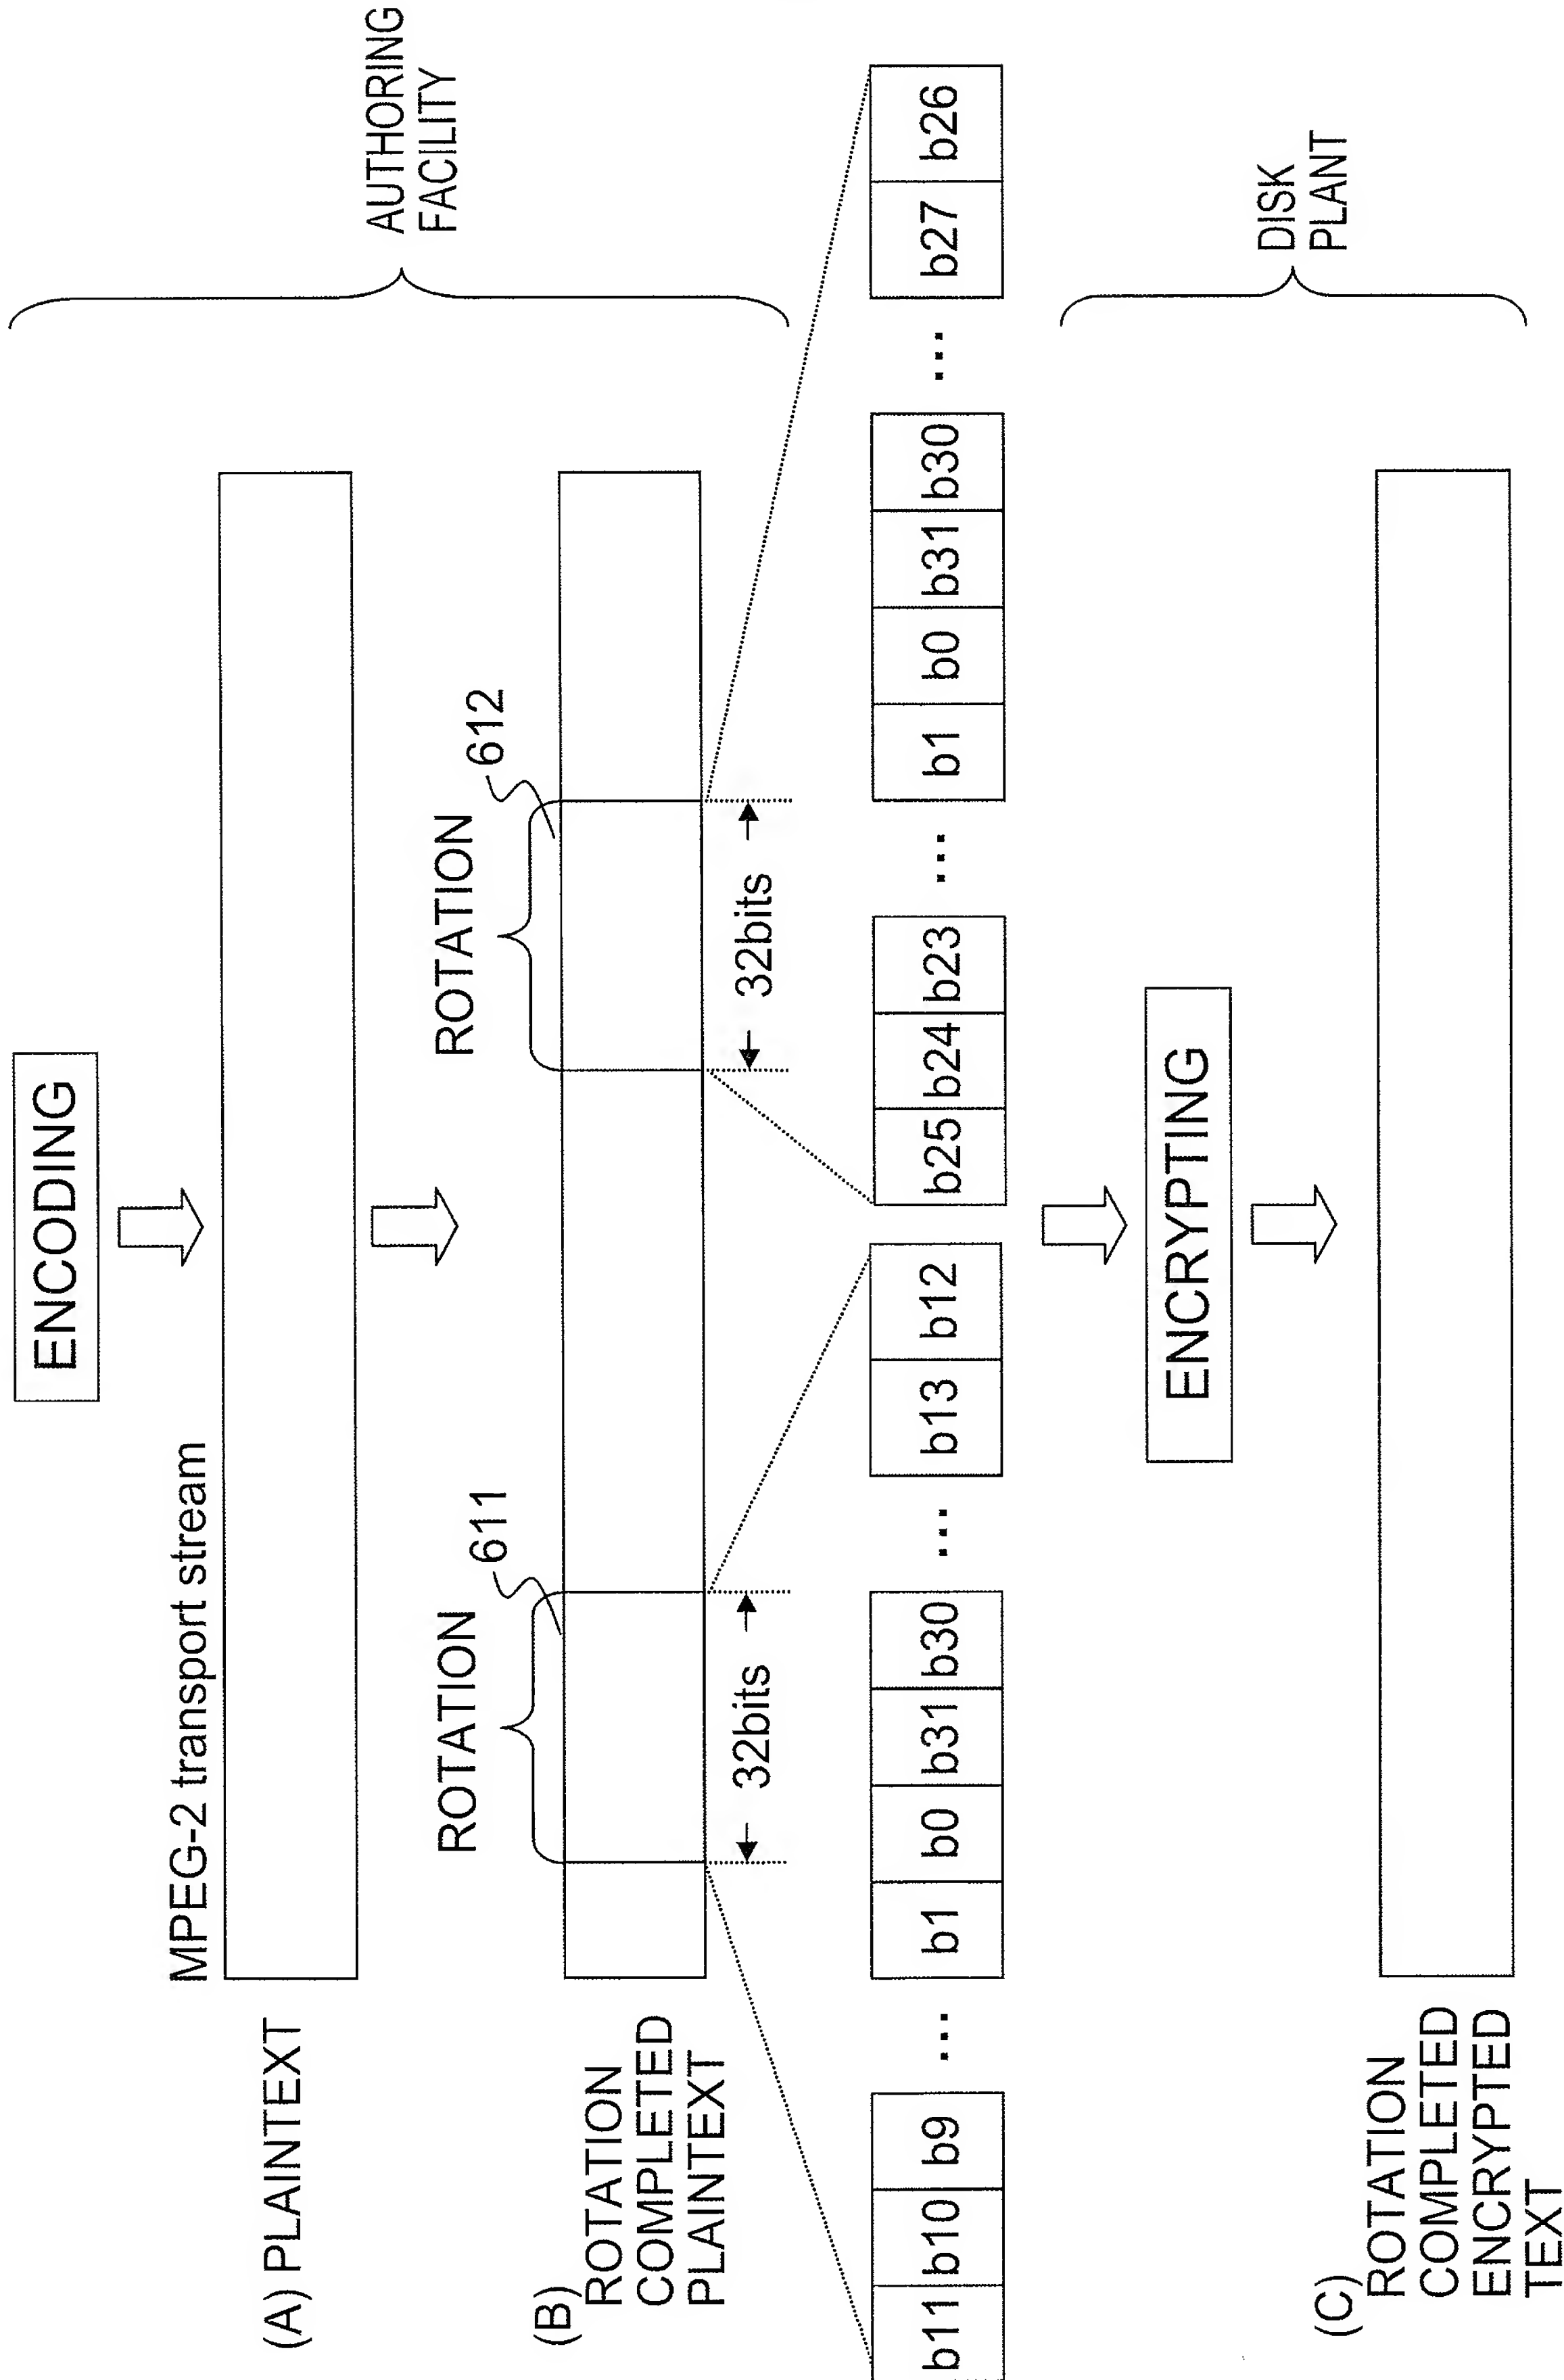 ENCODING
MPEG-2 transport stream
(A) PLAINTEXT
AUTHORING
FACILITY
ROTATION
611
ROTATION
612
(B)
ROTATION
COMPLETED
PLAINTEXT
32bits
32bits
b11 b10 b9 ... b1 b0 b31 b30 ... b13 b12
b25 b24 b23 ... b1 b0 b31 b30 ... b27 b26
ENCRYPTING
DISK
PLANT
(C)
ROTATION
COMPLETED
ENCRYPTED
TEXT